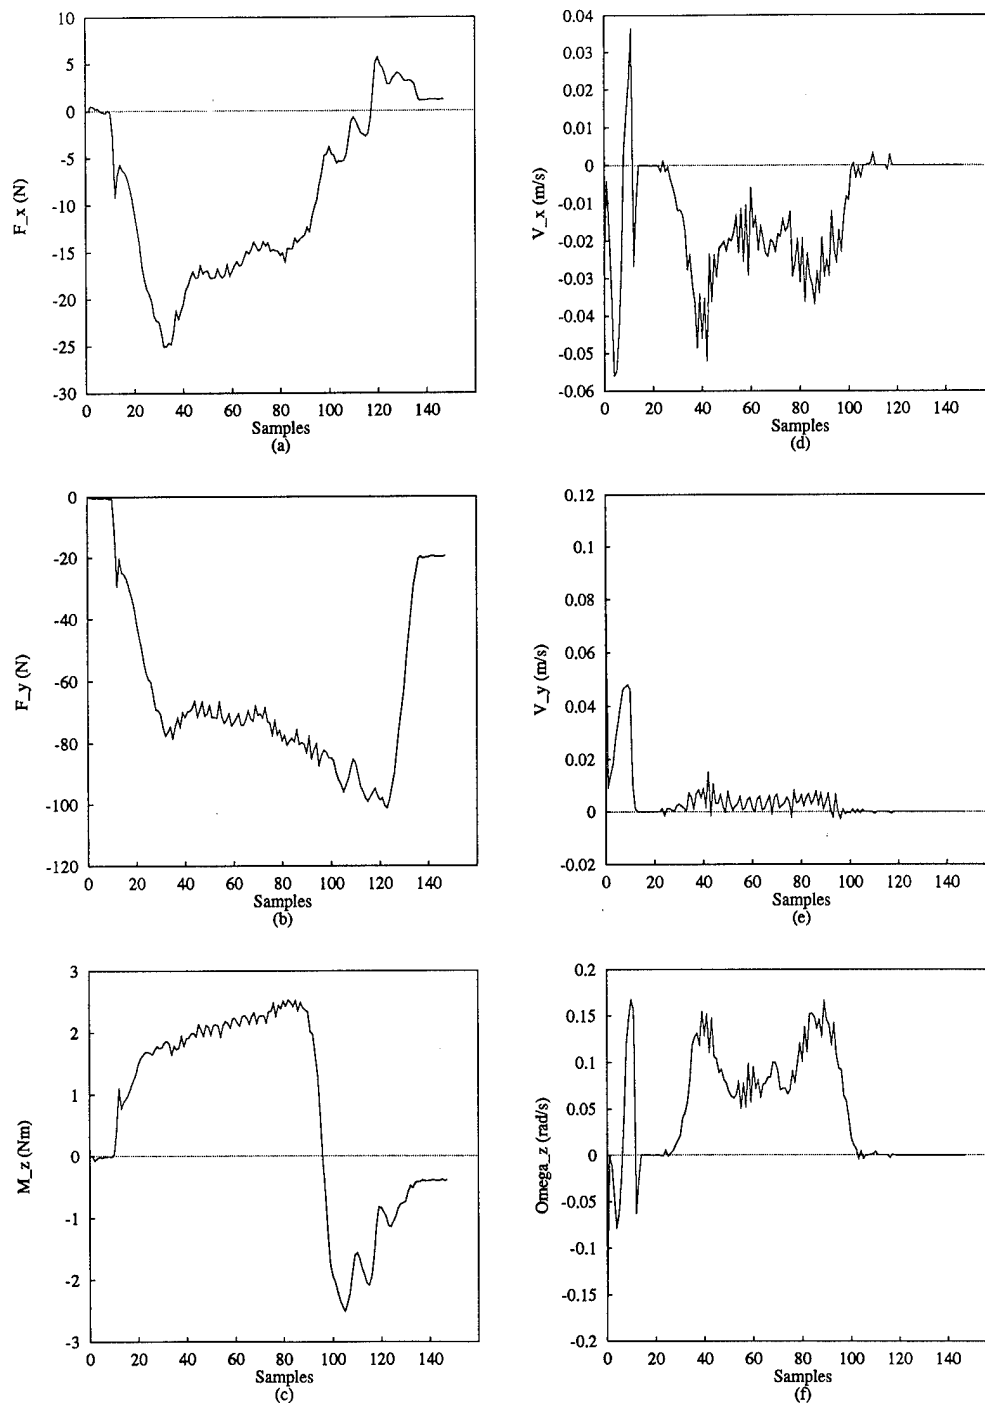 10
5
0
-5
-10
-15
-20
-25
-30
F_x (N)
0 20 40 60 80 100 120 140
Samples
(a)
0.04
0.03
0.02
0.01
0
-0.01
-0.02
-0.03
-0.04
-0.05
-0.06
V_x (m/s)
0 20 40 60 80 100 120 140
Samples
(d)
0
-20
-40
-60
-80
-100
-120
F_y (N)
0 20 40 60 80 100 120 140
Samples
(b)
0.12
0.1
0.08
0.06
0.04
0.02
0
-0.02
V_y (m/s)
0 20 40 60 80 100 120 140
Samples
(e)
3
2
1
0
-1
-2
-3
M_z (Nm)
0 20 40 60 80 100 120 140
Samples
(c)
0.2
0.15
0.1
0.05
0
-0.05
-0.1
-0.15
-0.2
Omega_z (rad/s)
0 20 40 60 80 100 120 140
Samples
(f)